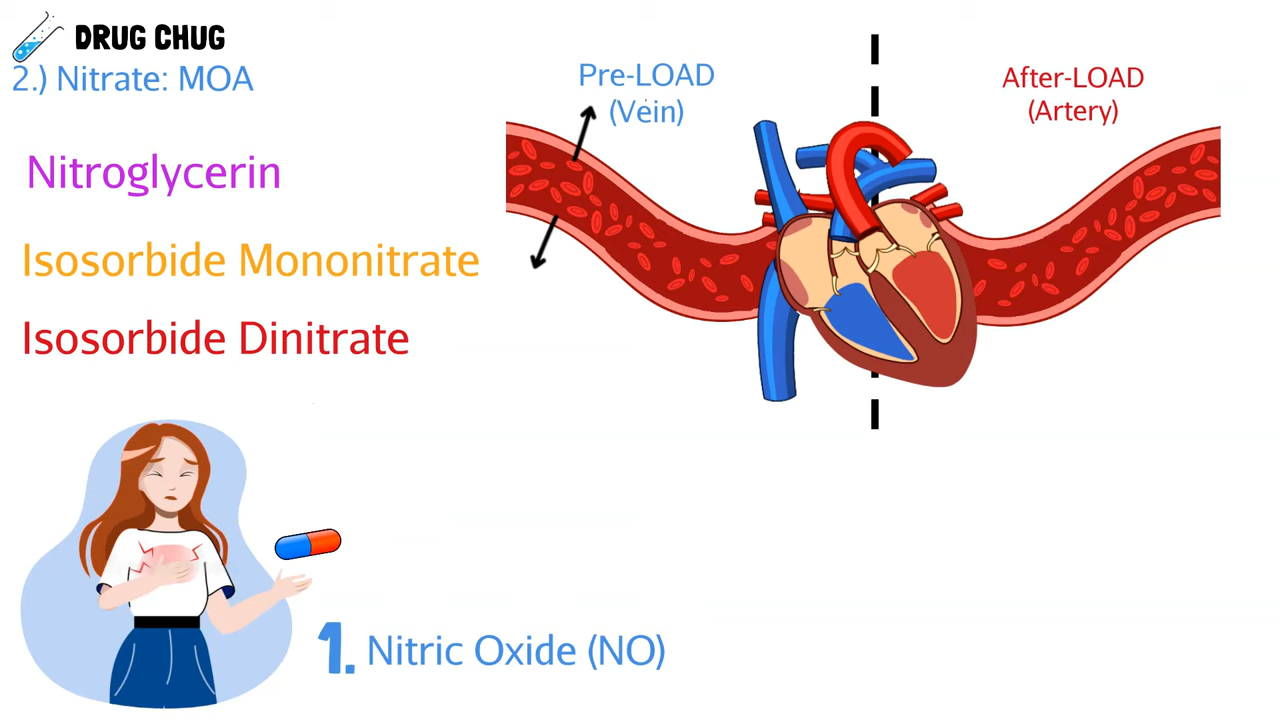 DRUG CHUG
2.) Nitrate: MOA
Pre-LOAD
(Vein)
After-LOAD
(Artery)
Nitroglycerin
Isosorbide Mononitrate
Isosorbide Dinitrate
1. Nitric Oxide (NO)